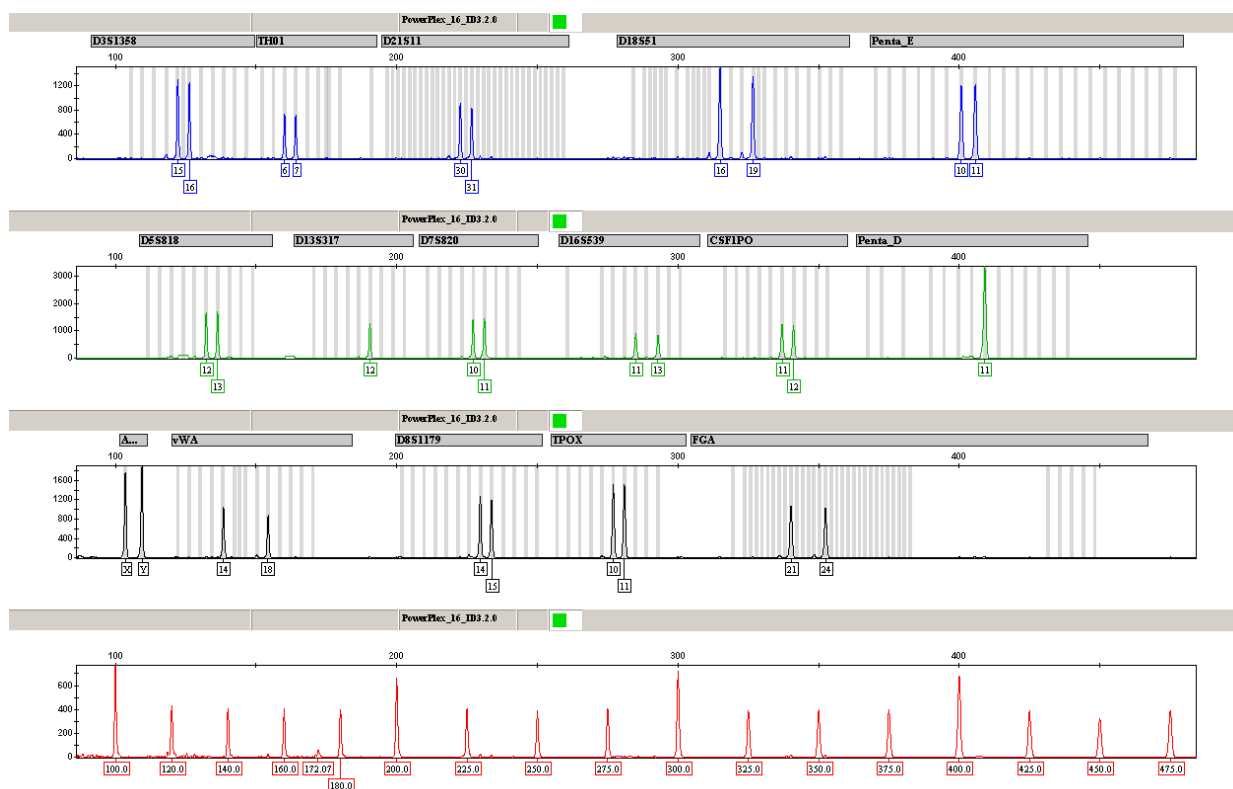 PowerPlex_16_ID3.2.0
D3S1358 TH01 D21S11 D18S51 Penta_E
100 200 300 400
1200
800
400
0
15 6 7 30 16 19 10 11
16 31
PowerPlex_16_ID3.2.0
D5S818 D13S317 D7S820 D16S539 CSF1PO Penta_D
100 200 300 400
3000
2000
1000
0
12 12 10 11 13 11 11
13 11 12
PowerPlex_16_ID3.2.0
A... vWA D8S1179 TPOX FGA
100 200 300 400
1600
1200
800
400
0
X Y 14 18 14 10 21 24
15 11
PowerPlex_16_ID3.2.0
100 200 300 400
600
400
200
0
100.0 120.0 140.0 160.0 172.07 200.0 225.0 250.0 275.0 300.0 325.0 350.0 375.0 400.0 425.0 450.0 475.0
180.0